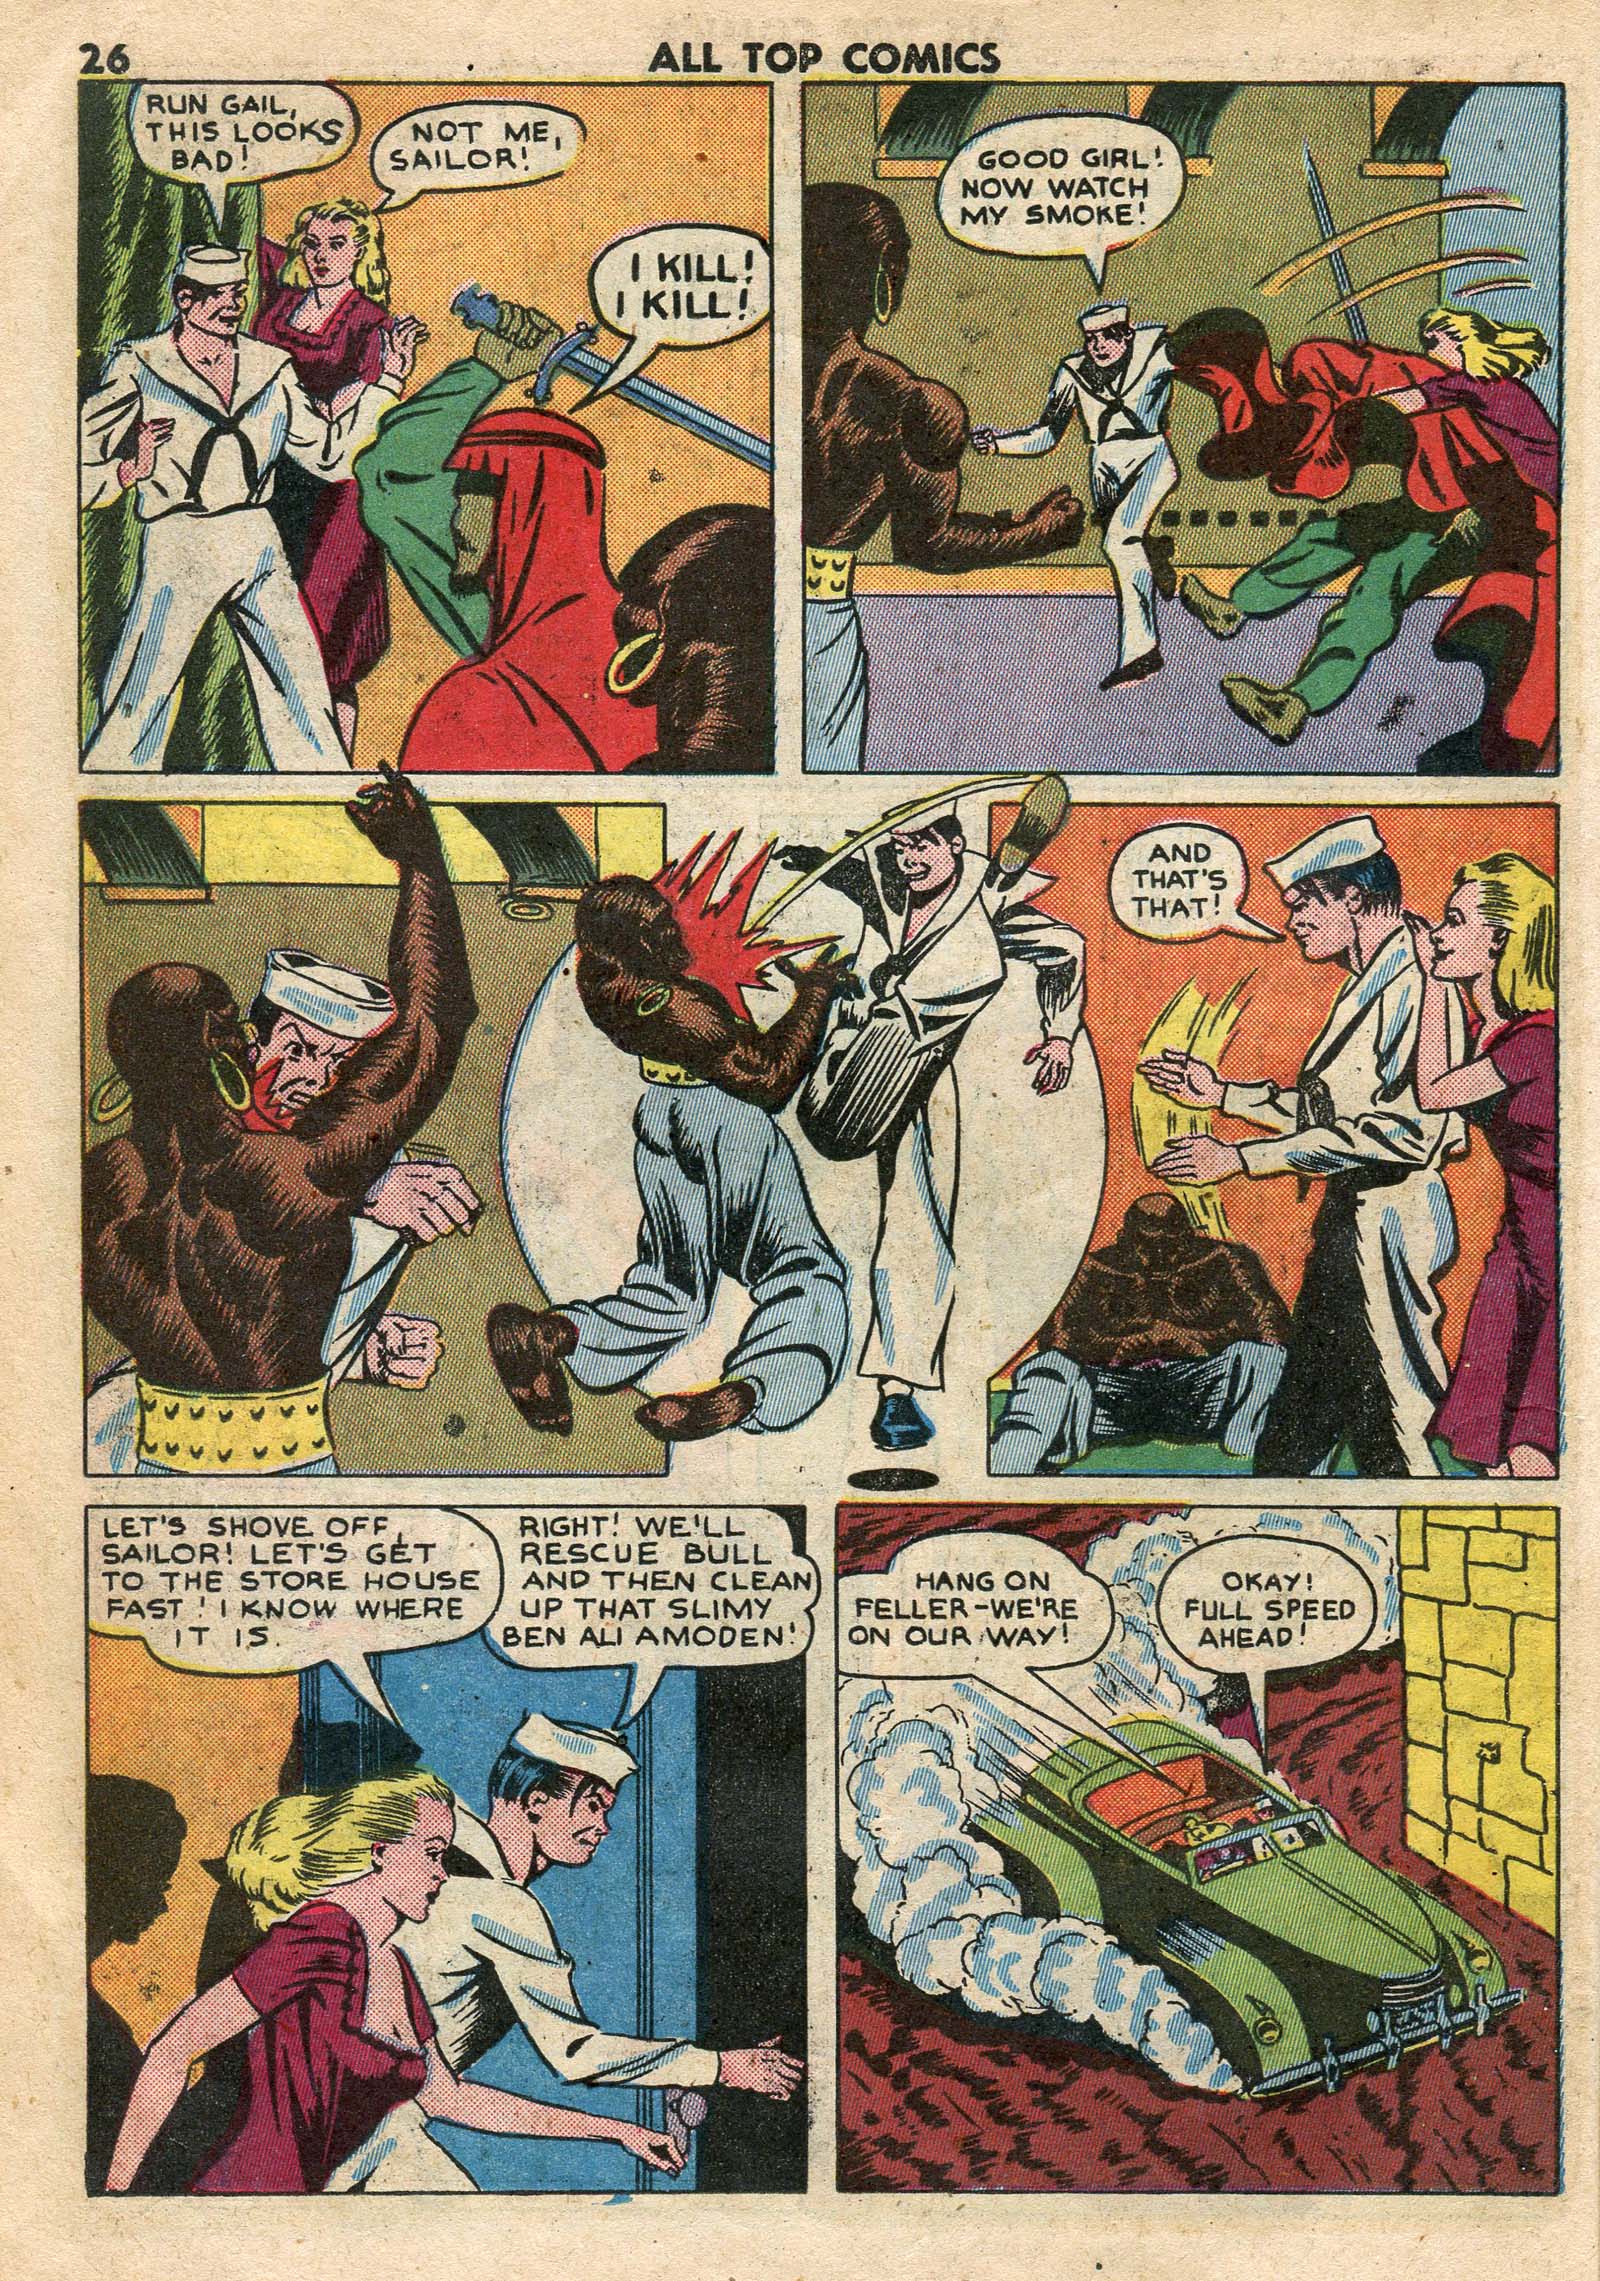 26
ALL TOP COMICS
RUN GAIL,
THIS LOOKS
BAD!
NOT ME,
SAILOR!
I KILL!
I KILL!
GOOD GIRL!
NOW WATCH
MY SMOKE!
AND
THAT'S
THAT!
LET'S SHOVE OFF,
SAILOR! LET'S GET
TO THE STORE HOUSE
FAST! I KNOW WHERE
IT IS.
RIGHT! WE'LL
RESCUE BULL
AND THEN CLEAN
UP THAT SLIMY
BEN ALI AMODEN!
HANG ON
FELLER-WE'RE
ON OUR WAY!
OKAY!
FULL SPEED
AHEAD!